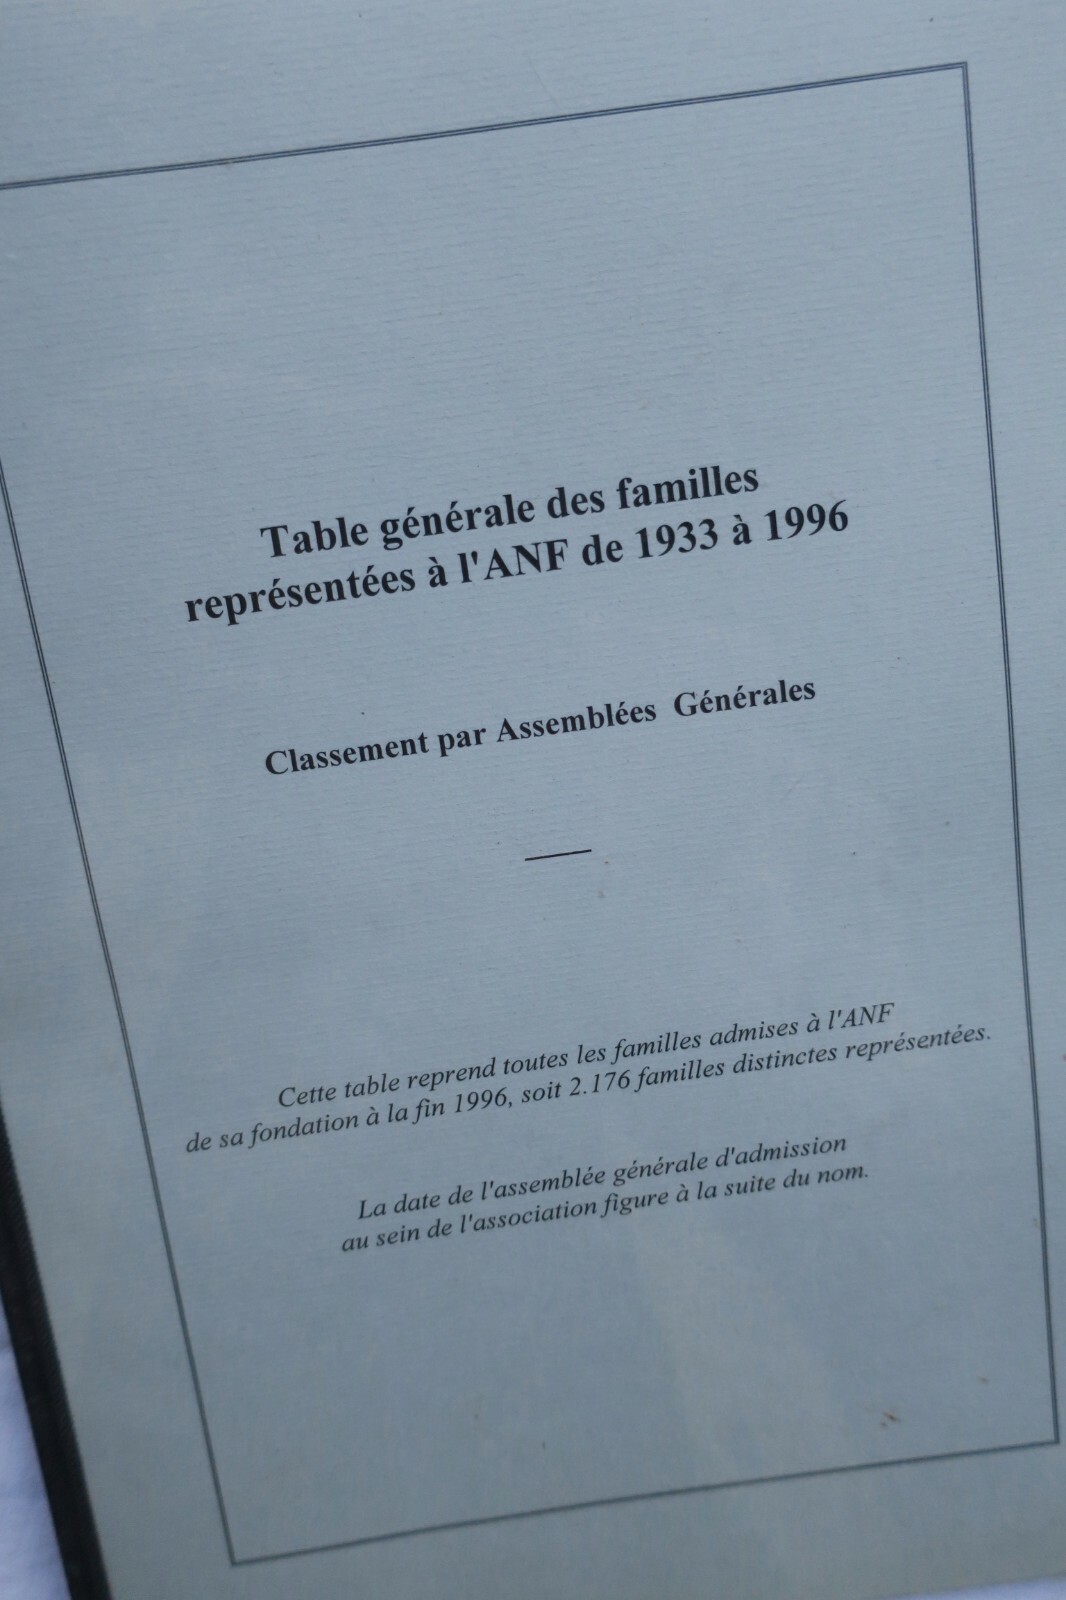 Table générale des familles
représentées à l'ANF de 1933 à 1996
Classement par Assemblées Générales
Cette table reprend toutes les familles admises à l'ANF
de sa fondation à la fin 1996, soit 2.176 familles distinctes représentées.
La date de l'assemblée générale d'admission
au sein de l'association figure à la suite du nom.